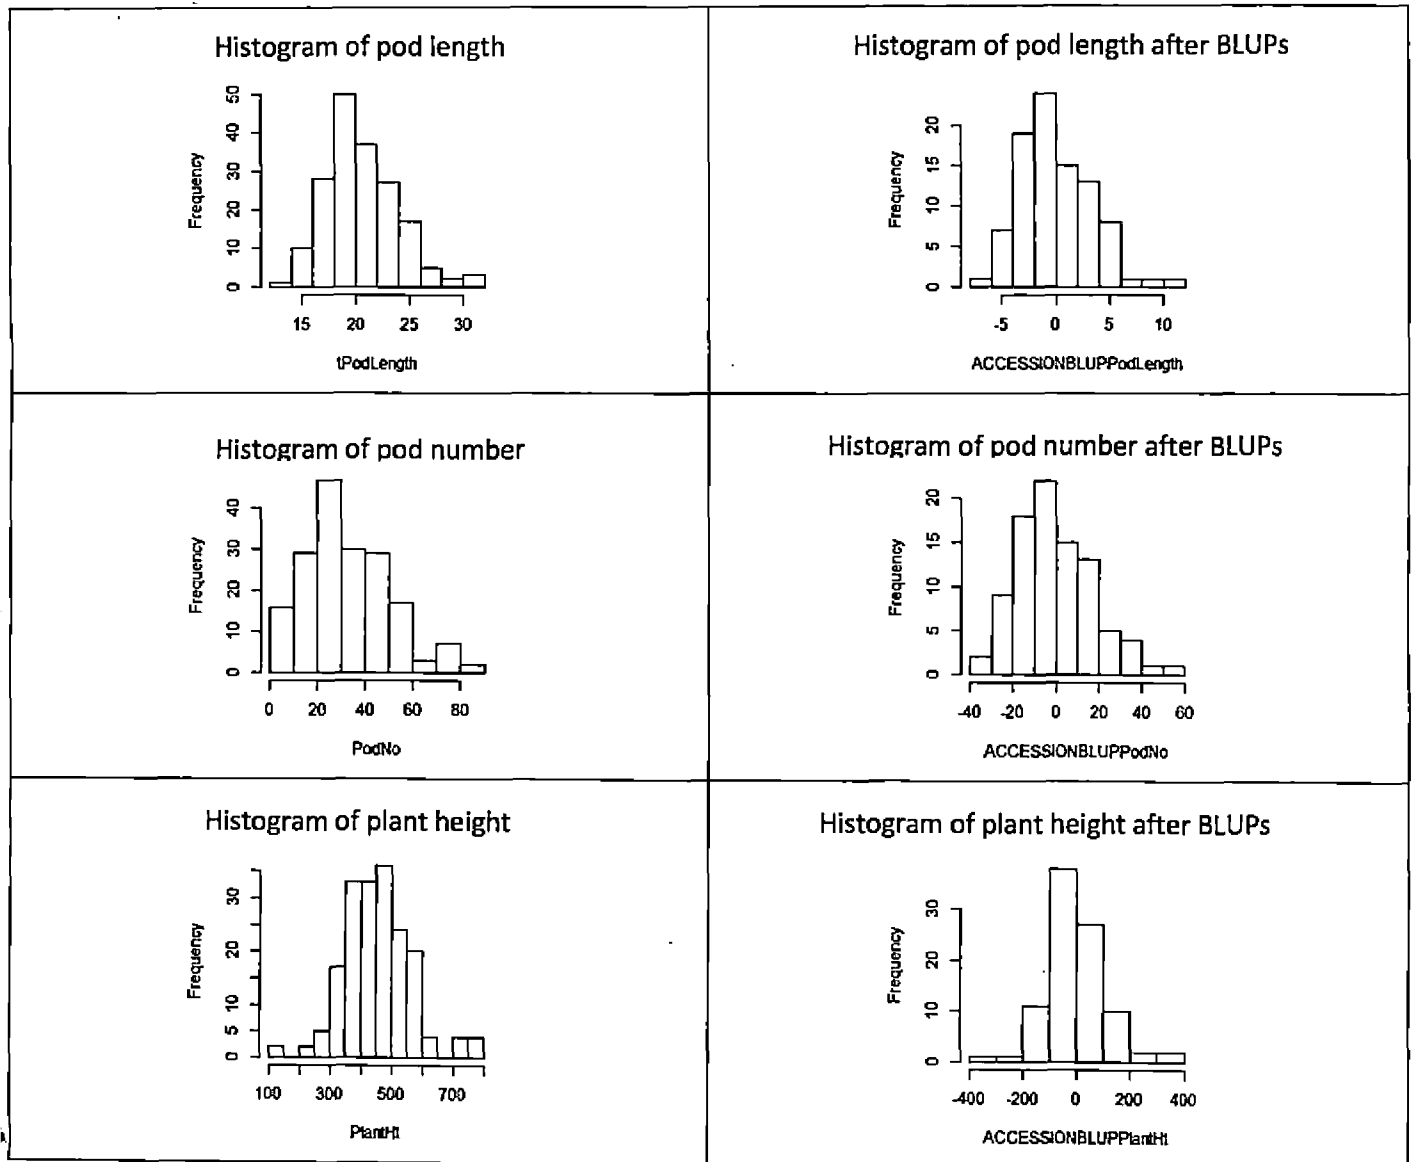 Histogram of pod length
Frequency
0 10 20 30 40 50
15 20 25 30
tPodLength
Histogram of pod length after BLUPs
Frequency
0 5 10 15 20
-5 0 5 10
ACCESSIONBLUPPodLength
Histogram of pod number
Frequency
0 10 20 30 40
0 20 40 60 80
PodNo
Histogram of pod number after BLUPs
Frequency
0 5 10 15 20
-40 -20 0 20 40 60
ACCESSIONBLUPPodNo
Histogram of plant height
Frequency
0 5 10 20 30
100 300 500 700
PlantHt
Histogram of plant height after BLUPs
Frequency
0 10 20 30
-400 -200 0 200 400
ACCESSIONBLUPPlantHt